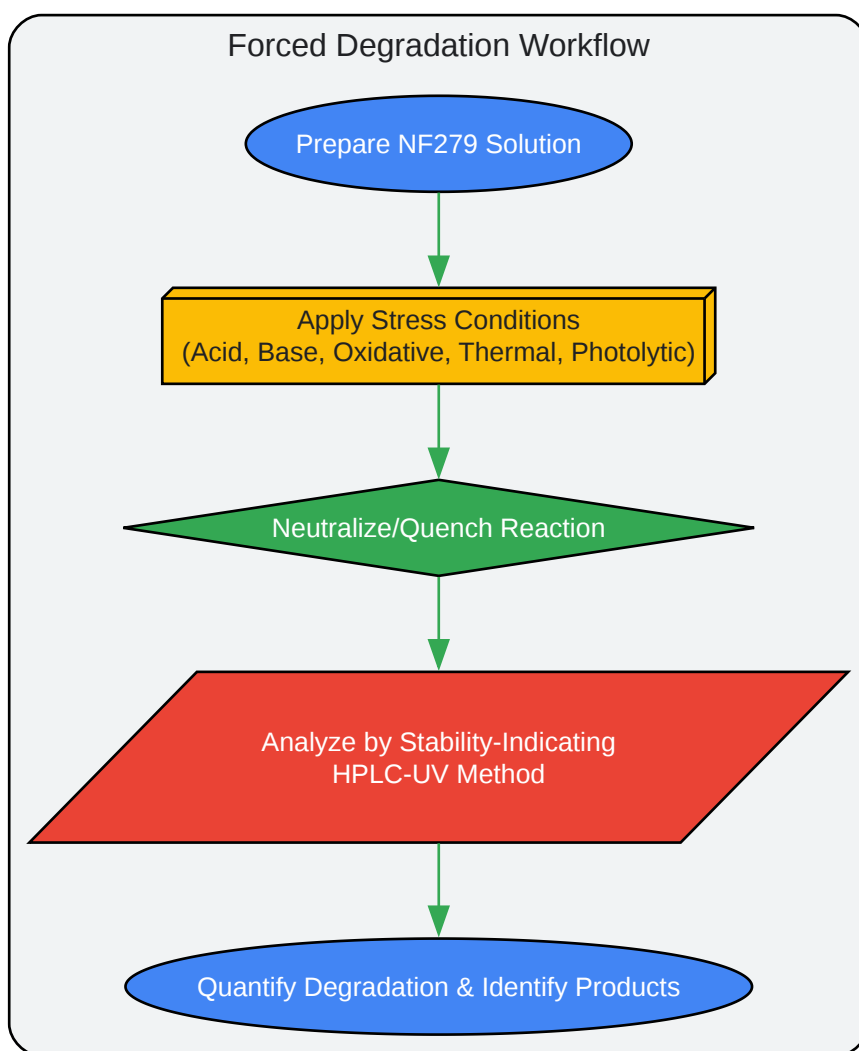 Forced Degradation Workflow
Prepare NF279 Solution
Apply Stress Conditions
(Acid, Base, Oxidative, Thermal, Photolytic)
Neutralize/Quench Reaction
Analyze by Stability-Indicating
HPLC-UV Method
Quantify Degradation & Identify Products